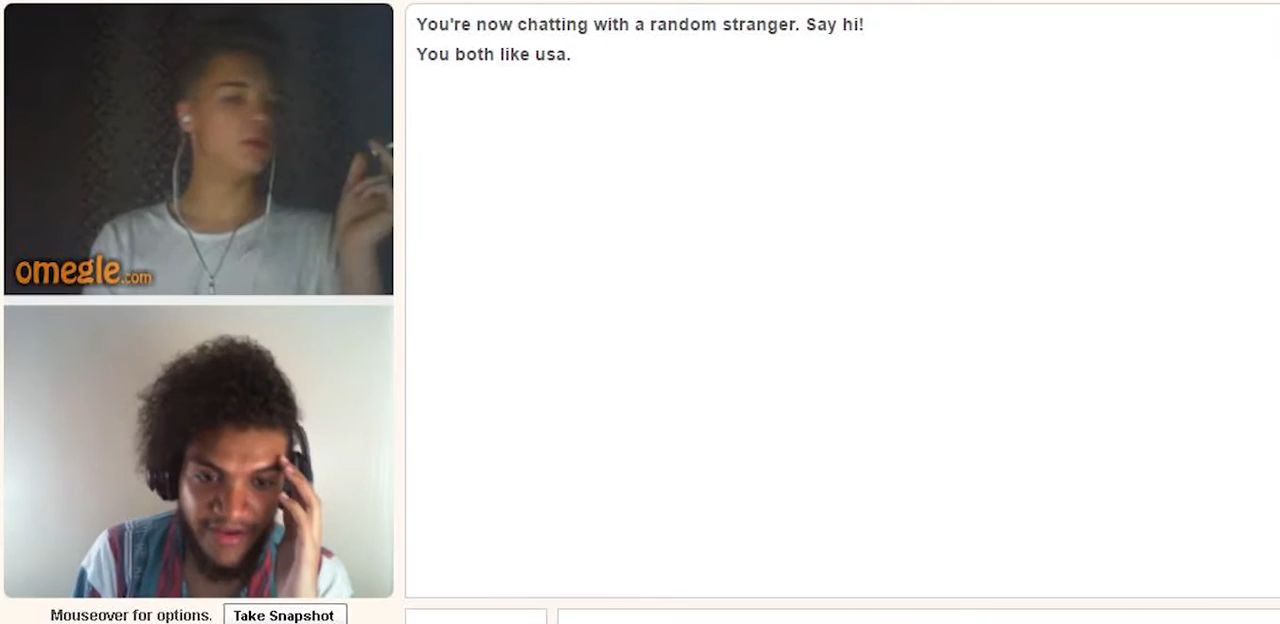 You're now chatting with a random stranger. Say hi!
You both like usa.
omegle.com
Mouseover for options.
Take Snapshot